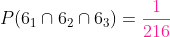 P(6₁ ∩ 6₂ ∩ 6₃) = 1/216